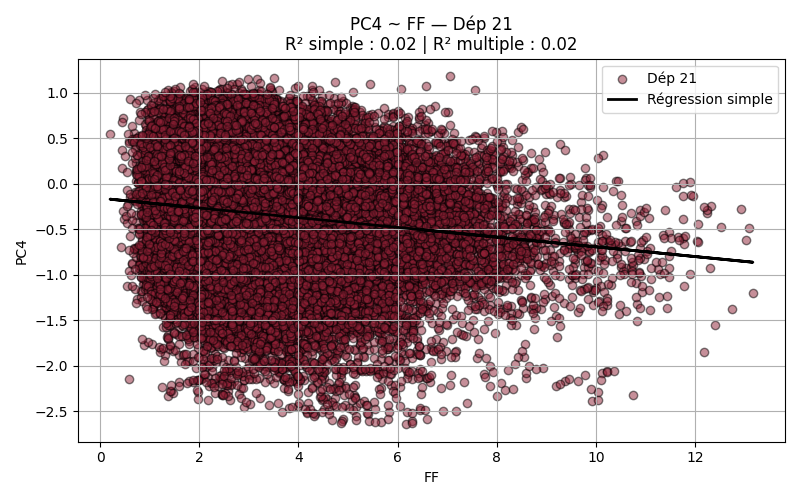 PC4 ~ FF — Dép 21
R² simple : 0.02 | R² multiple : 0.02
Dép 21
Régression simple
1.0
0.5
0.0
−0.5
−1.0
−1.5
−2.0
−2.5
PC4
0 2 4 6 8 10 12
FF